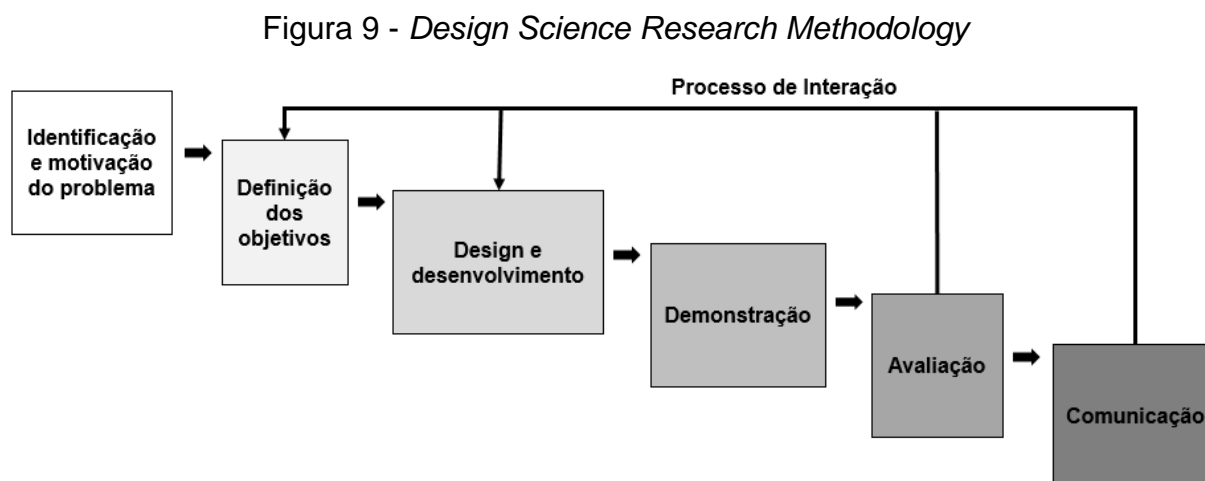 Figura 9 - Design Science Research Methodology
Processo de Interação
Identificação
e motivação
do problema
Definição
dos
objetivos
Design e
desenvolvimento
Demonstração
Avaliação
Comunicação